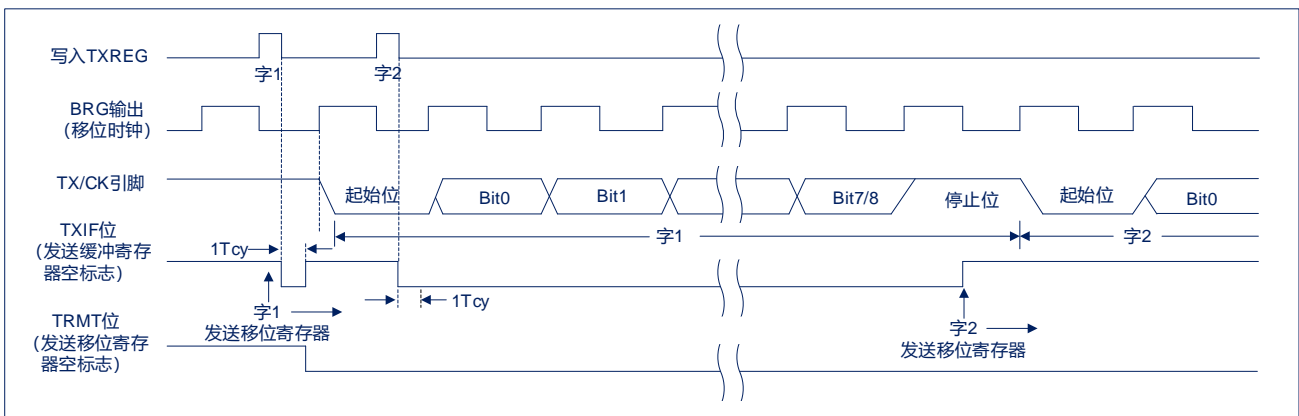 写入TXREG
字1
字2
BRG输出
(移位时钟)
TX/CK引脚
起始位
Bit0
Bit1
Bit7/8
停止位
起始位
Bit0
TXIF位
(发送缓冲寄存
器空标志)
1Tcy
字1
字2
1Tcy
字1
发送移位寄存器
字2
发送移位寄存器
TRMT位
(发送移位寄存
器空标志)